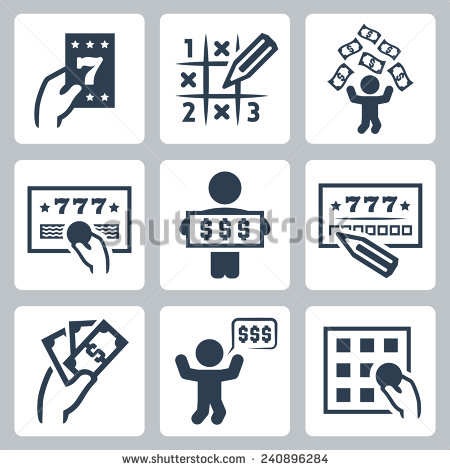 7
1 x
x
2 x 3
$ $ $ $ $
777
$ $ $
777
shutterstock
$
$$$
www.shutterstock.com · 240896284